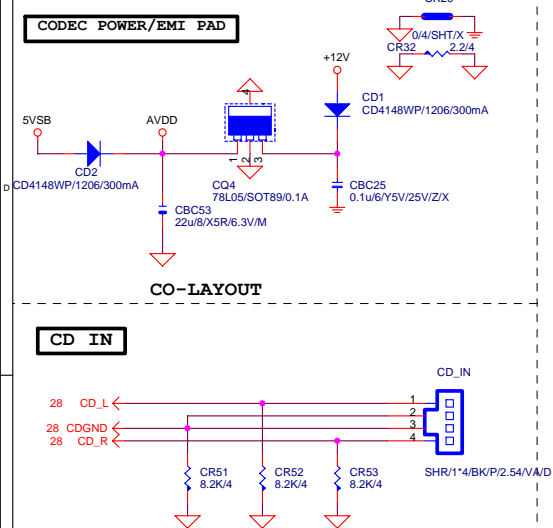 CODEC POWER/EMI PAD
0/4/SHT/X
CR32
2.2/4
+12V
4
CD1
CD4148WP/1206/300mA
5VSB
AVDD
CD2
CD4148WP/1206/300mA
1
2
3
CQ4
78L05/SOT89/0.1A
CBC25
0.1u/6/Y5V/25V/Z/X
D
CBC53
22u/8/X5R/6.3V/M
CO-LAYOUT
CD IN
CD_IN
28 CD_L
1
2
28 CDGND
3
28 CD_R
4
CR51
8.2K/4
CR52
8.2K/4
CR53
8.2K/4
SHR/1*4/BK/P/2.54/VA/D